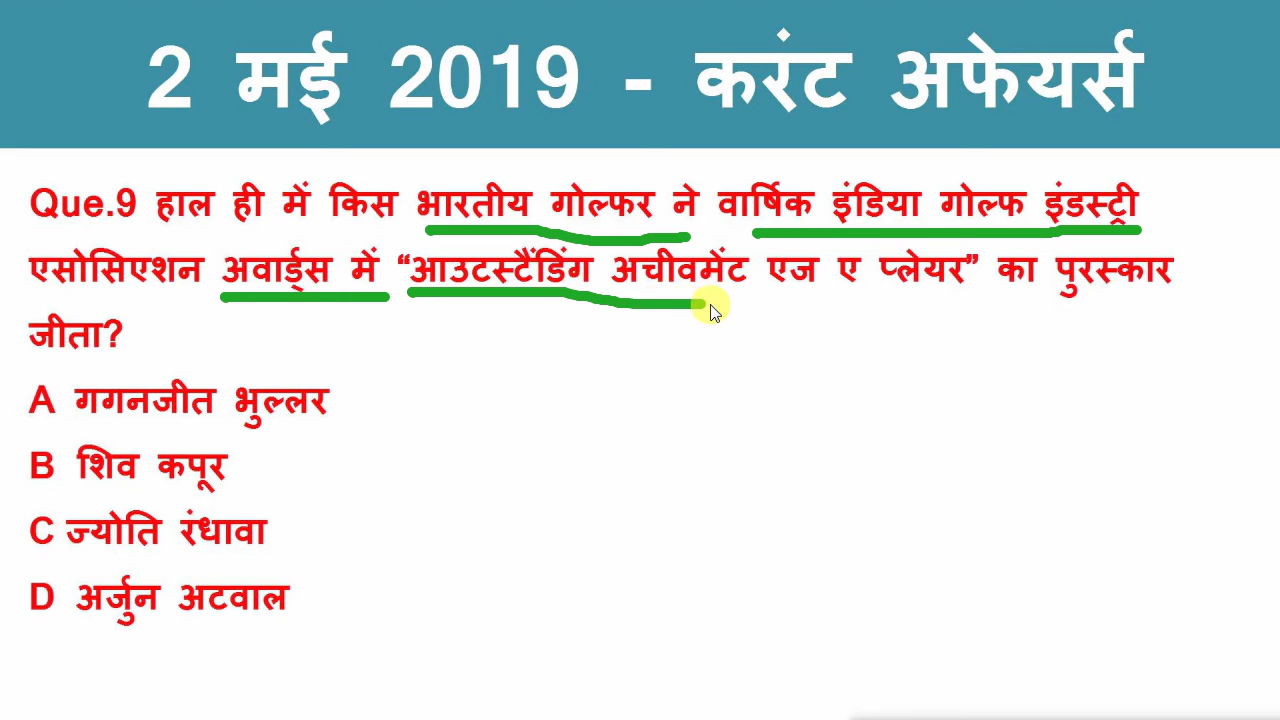 2 मई 2019 - करंट अफेयर्स
Que.9 हाल ही में किस भारतीय गोल्फर ने वार्षिक इंडिया गोल्फ इंडस्ट्री
एसोसिएशन अवार्ड्स में “आउटस्टैंडिंग अचीवमेंट एज ए प्लेयर” का पुरस्कार
जीता?
A गगनजीत भुल्लर
B शिव कपूर
C ज्योति रंधावा
D अर्जुन अटवाल